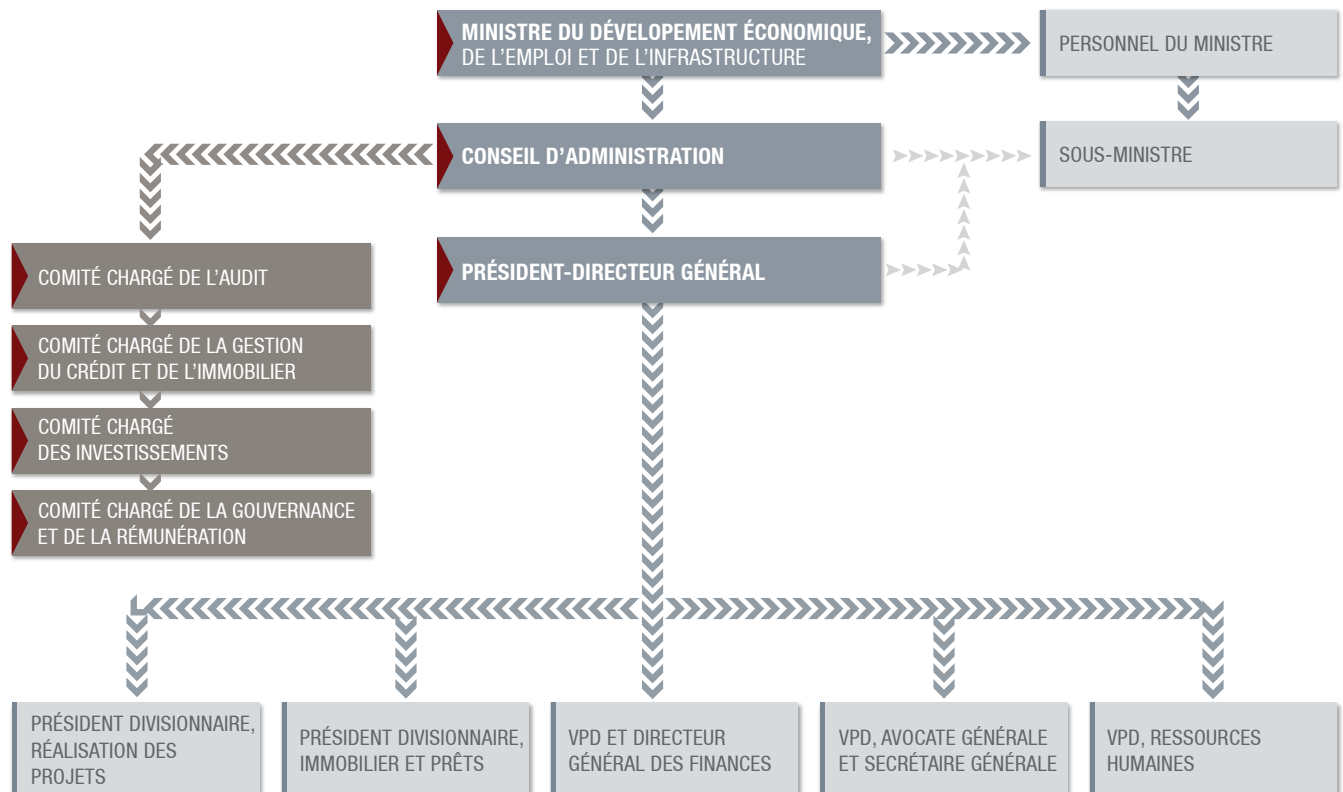 MINISTRE DU DÉVELOPEMENT ÉCONOMIQUE,
DE L'EMPLOI ET DE L'INFRASTRUCTURE
PERSONNEL DU MINISTRE
CONSEIL D'ADMINISTRATION
SOUS-MINISTRE
PRÉSIDENT-DIRECTEUR GÉNÉRAL
COMITÉ CHARGÉ DE L'AUDIT
COMITÉ CHARGÉ DE LA GESTION
DU CRÉDIT ET DE L'IMMOBILIER
COMITÉ CHARGÉ
DES INVESTISSEMENTS
COMITÉ CHARGÉ DE LA GOUVERNANCE
ET DE LA RÉMUNÉRATION
PRÉSIDENT DIVISIONNAIRE,
RÉALISATION DES
PROJETS
PRÉSIDENT DIVISIONNAIRE,
IMMOBILIER ET PRÊTS
VPD ET DIRECTEUR
GÉNÉRAL DES FINANCES
VPD, AVOCATE GÉNÉRALE
ET SECRÉTAIRE GÉNÉRALE
VPD, RESSOURCES
HUMAINES